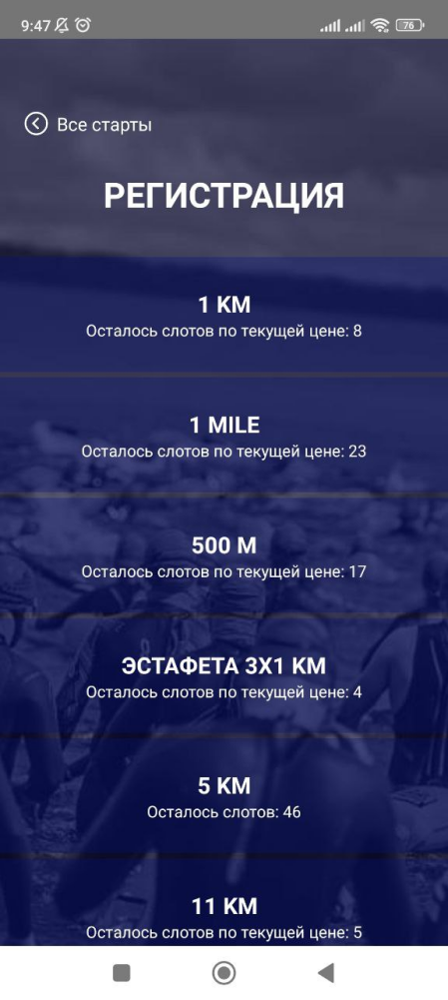 9:47
76
Все старты
РЕГИСТРАЦИЯ
1 KM
Осталось слотов по текущей цене: 8
1 MILE
Осталось слотов по текущей цене: 23
500 M
Осталось слотов по текущей цене: 17
ЭСТАФЕТА 3X1 KM
Осталось слотов по текущей цене: 4
5 KM
Осталось слотов: 46
11 KM
Осталось слотов по текущей цене: 5